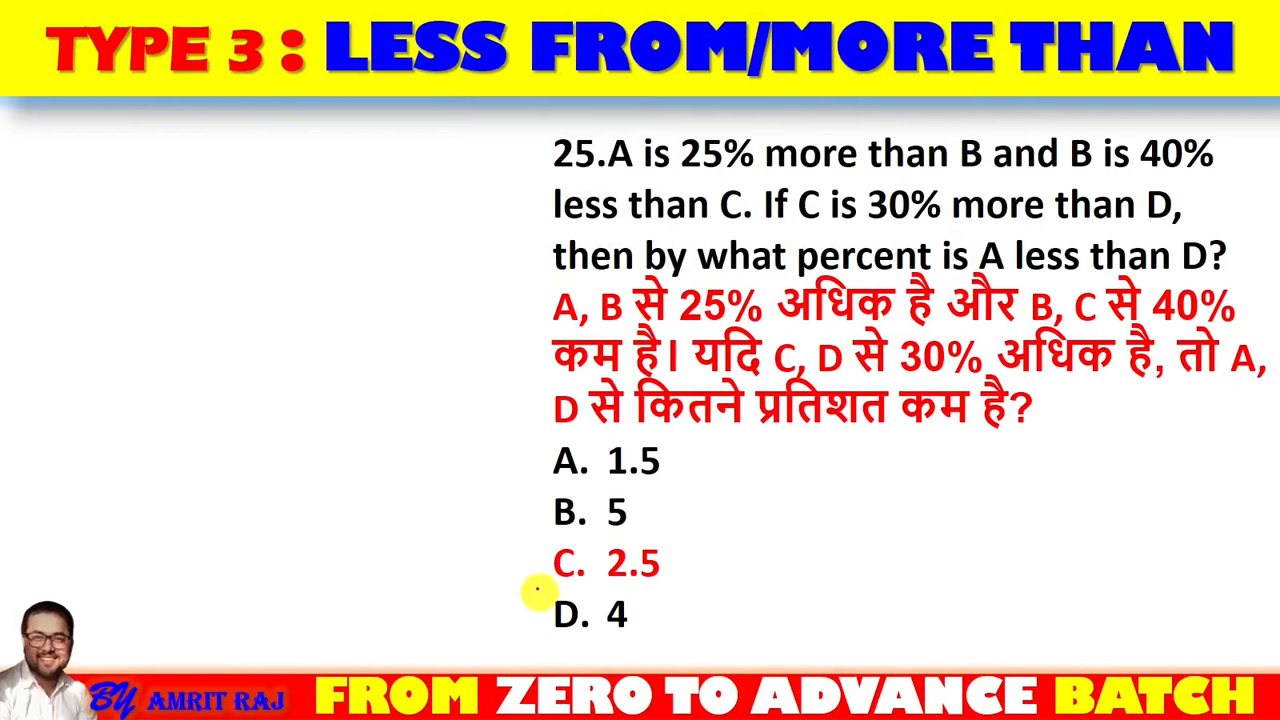 TYPE 3 : LESS FROM/MORE THAN
25.A is 25% more than B and B is 40%
less than C. If C is 30% more than D,
then by what percent is A less than D?
A, B से 25% अधिक है और B, C से 40%
कम है। यदि C, D से 30% अधिक है, तो A,
D से कितने प्रतिशत कम है?
A. 1.5
B. 5
C. 2.5
D. 4
BY AMRIT RAJ FROM ZERO TO ADVANCE BATCH